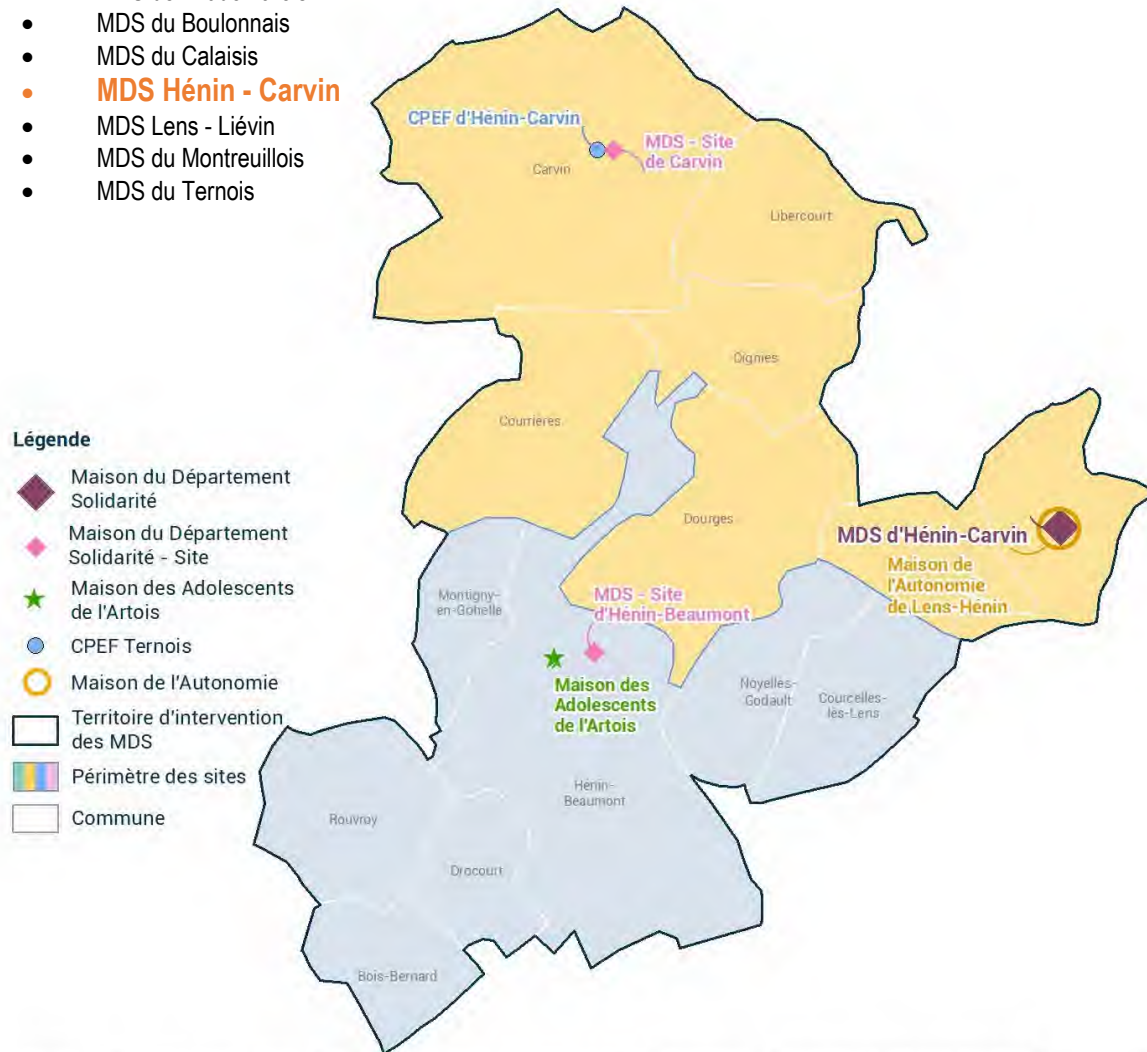 • MDS du Boulonnais
• MDS du Calaisis
• MDS Hénin - Carvin
• MDS Lens - Liévin
• MDS du Montreuillois
• MDS du Ternois
CPEF d'Hénin-Carvin
MDS - Site
de Carvin
Carvin
Libercourt
Oignies
Courrières
Dourges
MDS d'Hénin-Carvin
Maison de
l'Autonomie
de Lens-Hénin
Montigny-
en-Gohelle
MDS - Site
d'Hénin-Beaumont
Maison des
Adolescents
de l'Artois
Noyelles-
Godault
Courcelles-
lès-Lens
Hénin-
Beaumont
Rouvroy
Drocourt
Bois-Bernard
Légende
Maison du Département
Solidarité
Maison du Département
Solidarité - Site
Maison des Adolescents
de l'Artois
CPEF Ternois
Maison de l'Autonomie
Territoire d'intervention
des MDS
Périmètre des sites
Commune